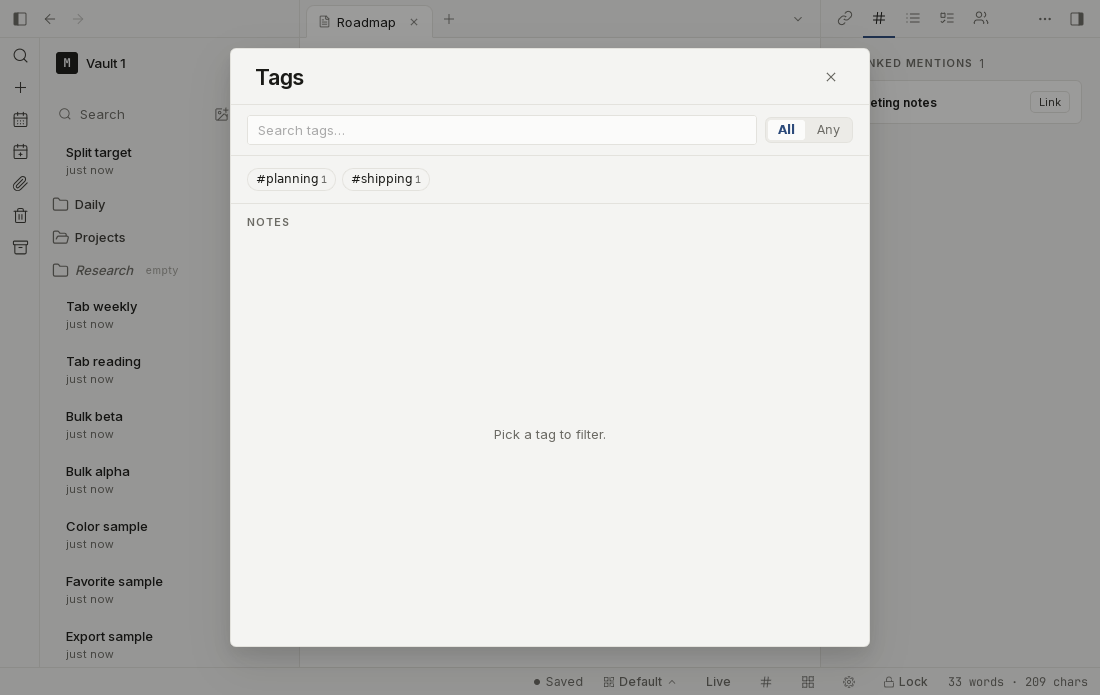 Roadmap
M Vault 1
Search
Split target
just now
Daily
Projects
Research empty
Tab weekly
just now
Tab reading
just now
Bulk beta
just now
Bulk alpha
just now
Color sample
just now
Favorite sample
just now
Export sample
just now
Tags
Search tags...
All Any
#planning 1 #shipping 1
NOTES
Pick a tag to filter.
MENTIONS 1
notes
Link
Saved Default Live Lock 33 words · 209 chars